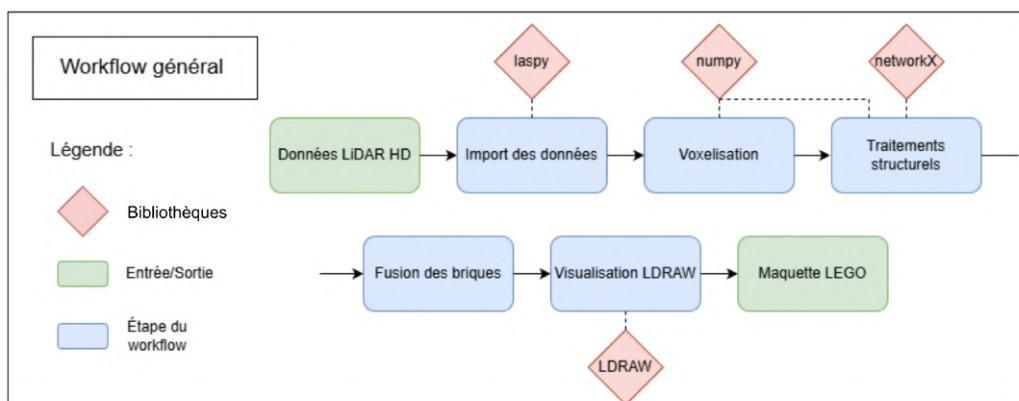 Workflow général
Légende :
Bibliothèques
Entrée/Sortie
Étape du
workflow
laspy
numpy
networkX
Données LiDAR HD
Import des données
Voxelisation
Traitements
structurels
Fusion des briques
Visualisation LDRAW
Maquette LEGO
LDRAW